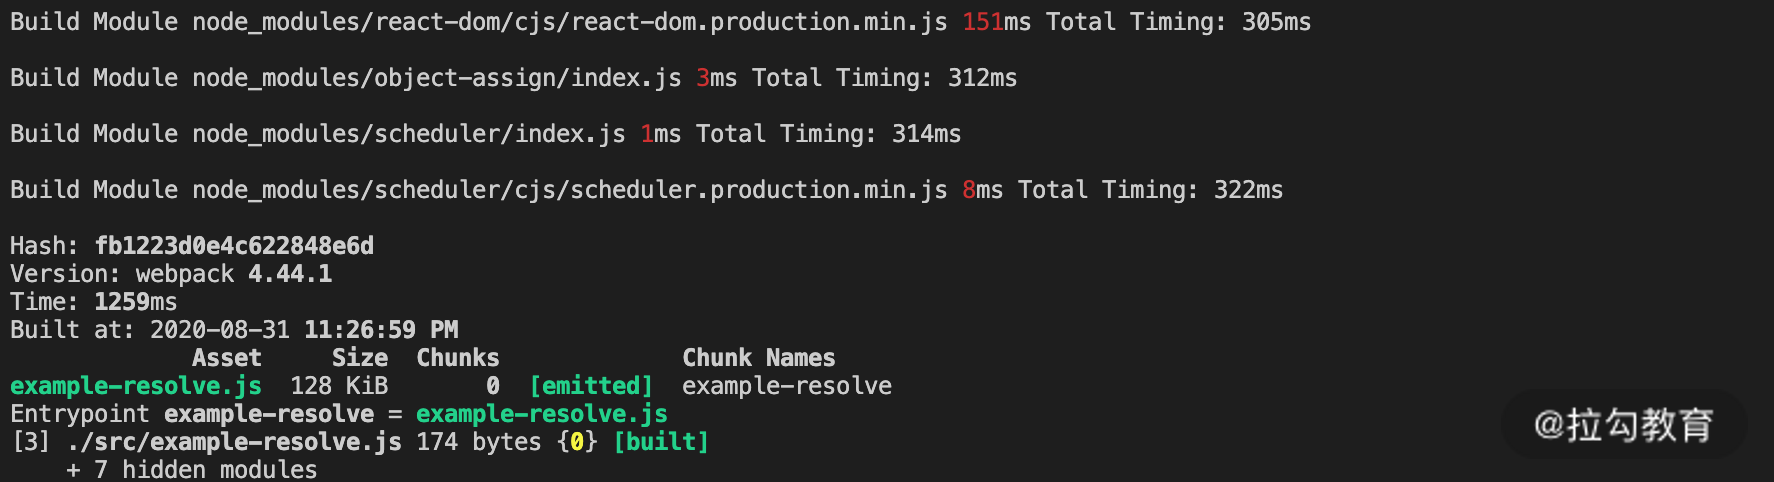 Build Module node_modules/react-dom/cjs/react-dom.production.min.js 151ms Total Timing: 305ms
Build Module node_modules/object-assign/index.js 3ms Total Timing: 312ms
Build Module node_modules/scheduler/index.js 1ms Total Timing: 314ms
Build Module node_modules/scheduler/cjs/scheduler.production.min.js 8ms Total Timing: 322ms
Hash: fb1223d0e4c622848e6d
Version: webpack 4.44.1
Time: 1259ms
Built at: 2020-08-31 11:26:59 PM
Asset Size Chunks Chunk Names
example-resolve.js 128 KiB 0 [emitted] example-resolve
Entrypoint example-resolve = example-resolve.js
[3] ./src/example-resolve.js 174 bytes {0} [built]
+ 7 hidden modules
@拉勾教育